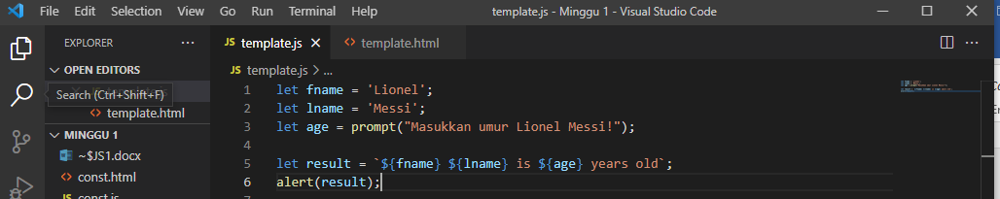 File Edit Selection View Go Run Terminal Help template.js - Minggu 1 - Visual Studio Code
EXPLORER
JS template.js × <> template.html
OPEN EDITORS
JS template.js > ...
Search (Ctrl+Shift+F)
<> template.html
MINGGU 1
~$JS1.docx
<> const.html
const.js
1 let fname = 'Lionel';
2 let lname = 'Messi';
3 let age = prompt("Masukkan umur Lionel Messi!");
4
5 let result = `${fname} ${lname} is ${age} years old`;
6 alert(result);